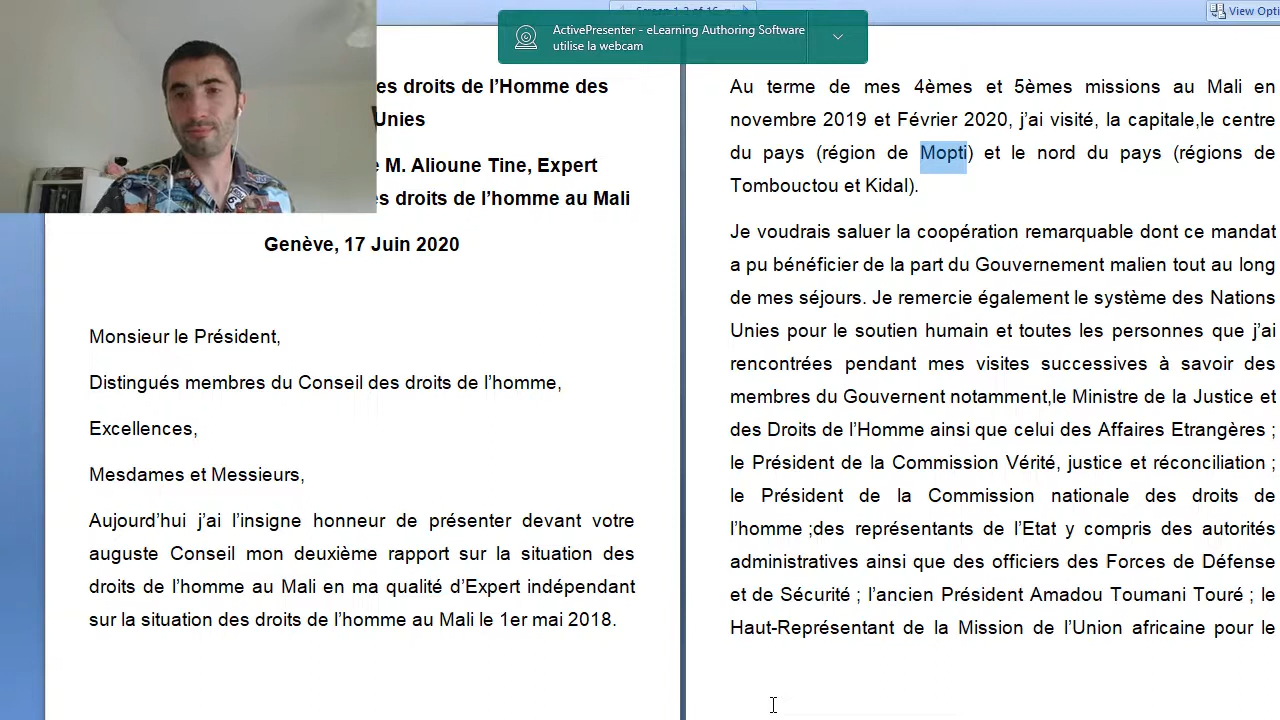 Screen 1-2 of 16
View Opti
ActivePresenter - eLearning Authoring Software
utilise la webcam
es droits de l’Homme des
Unies
e M. Alioune Tine, Expert
es droits de l’homme au Mali
Genève, 17 Juin 2020
Monsieur le Président,
Distingués membres du Conseil des droits de l’homme,
Excellences,
Mesdames et Messieurs,
Aujourd’hui j’ai l’insigne honneur de présenter devant votre
auguste Conseil mon deuxième rapport sur la situation des
droits de l’homme au Mali en ma qualité d’Expert indépendant
sur la situation des droits de l’homme au Mali le 1er mai 2018.
Au terme de mes 4èmes et 5èmes missions au Mali en
novembre 2019 et Février 2020, j’ai visité, la capitale,le centre
du pays (région de Mopti) et le nord du pays (régions de
Tombouctou et Kidal).
Je voudrais saluer la coopération remarquable dont ce mandat
a pu bénéficier de la part du Gouvernement malien tout au long
de mes séjours. Je remercie également le système des Nations
Unies pour le soutien humain et toutes les personnes que j’ai
rencontrées pendant mes visites successives à savoir des
membres du Gouvernent notamment,le Ministre de la Justice et
des Droits de l’Homme ainsi que celui des Affaires Etrangères ;
le Président de la Commission Vérité, justice et réconciliation ;
le Président de la Commission nationale des droits de
l’homme ;des représentants de l’Etat y compris des autorités
administratives ainsi que des officiers des Forces de Défense
et de Sécurité ; l’ancien Président Amadou Toumani Touré ; le
Haut-Représentant de la Mission de l’Union africaine pour le